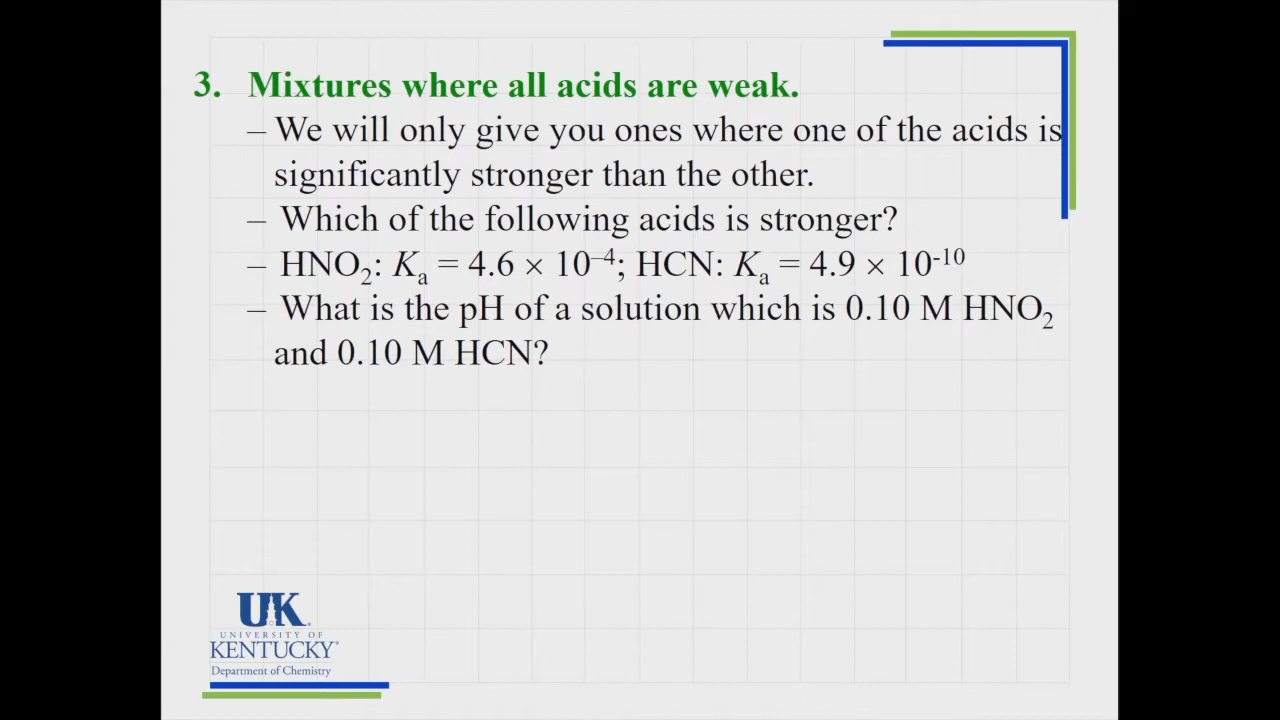 3. Mixtures where all acids are weak.
– We will only give you ones where one of the acids is
significantly stronger than the other.
– Which of the following acids is stronger?
– HNO₂: Kₐ = 4.6 × 10⁻⁴; HCN: Kₐ = 4.9 × 10⁻¹⁰
– What is the pH of a solution which is 0.10 M HNO₂
and 0.10 M HCN?
UK®
UNIVERSITY OF
KENTUCKY®
Department of Chemistry